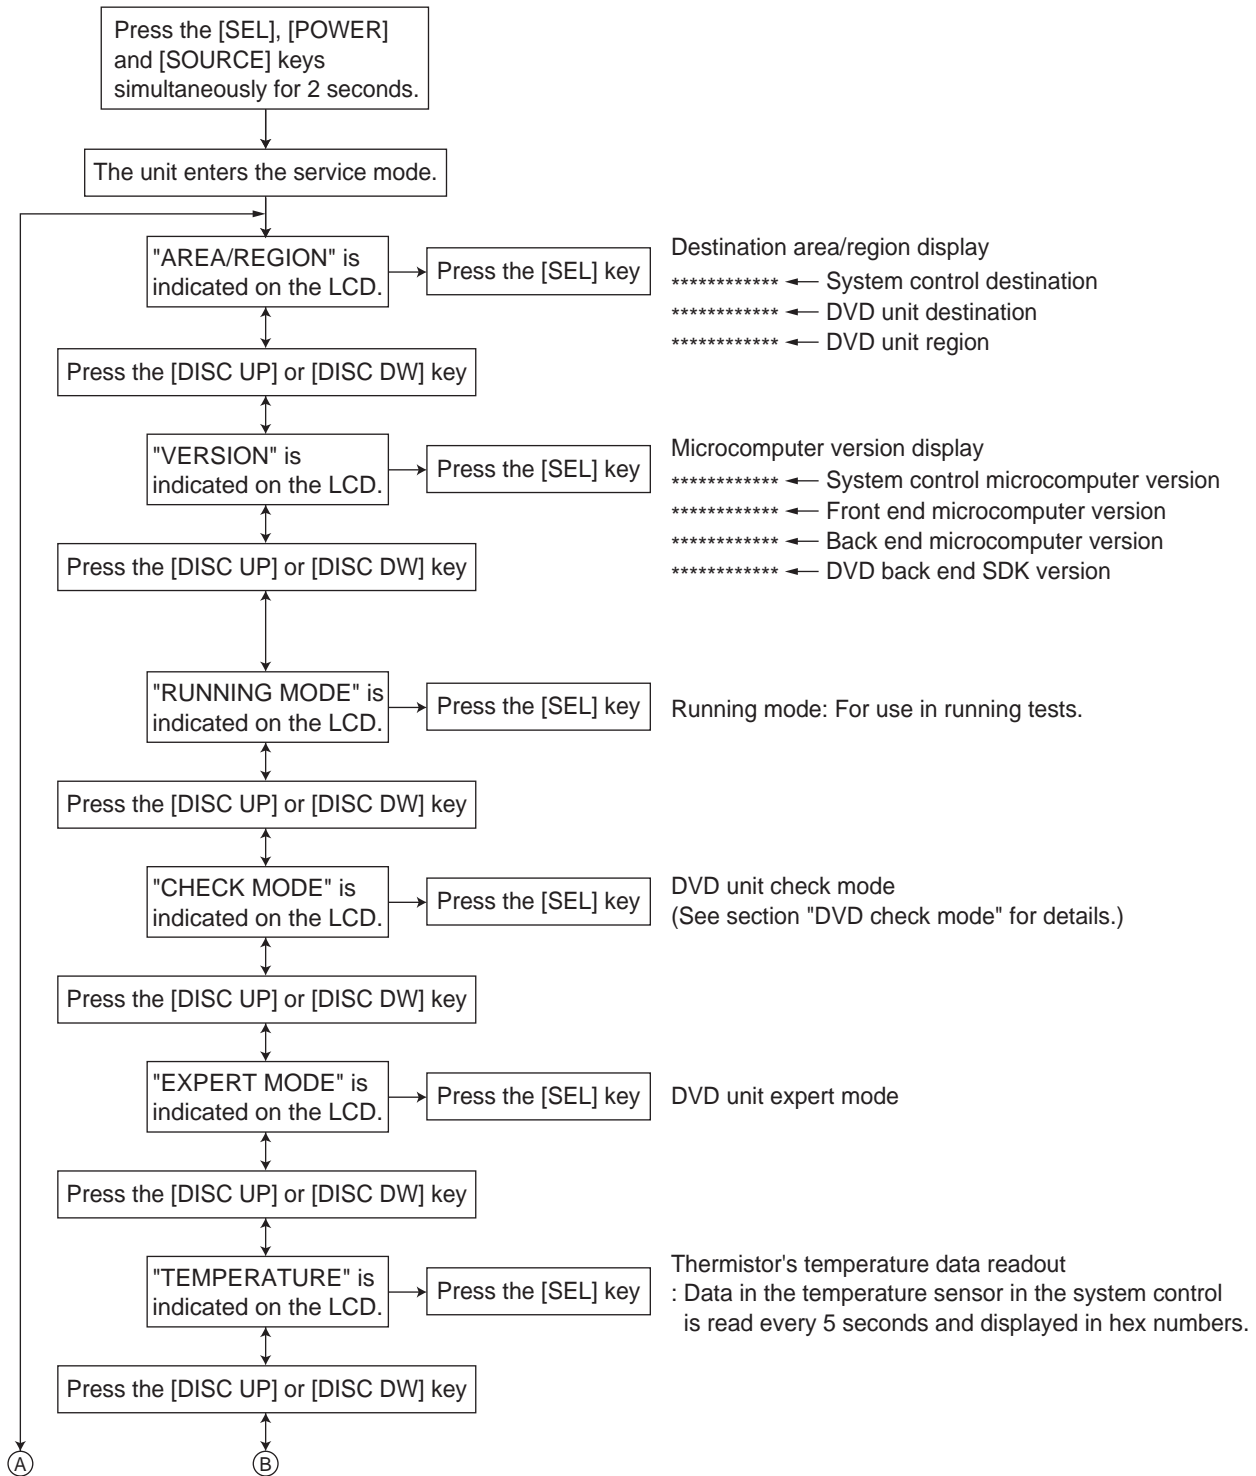 Press the [SEL], [POWER]
and [SOURCE] keys
simultaneously for 2 seconds.
The unit enters the service mode.
"AREA/REGION" is
indicated on the LCD.
Press the [SEL] key
Destination area/region display
************ System control destination
************ DVD unit destination
************ DVD unit region
Press the [DISC UP] or [DISC DW] key
"VERSION" is
indicated on the LCD.
Press the [SEL] key
Microcomputer version display
************ System control microcomputer version
************ Front end microcomputer version
************ Back end microcomputer version
************ DVD back end SDK version
Press the [DISC UP] or [DISC DW] key
"RUNNING MODE" is
indicated on the LCD.
Press the [SEL] key
Running mode: For use in running tests.
Press the [DISC UP] or [DISC DW] key
"CHECK MODE" is
indicated on the LCD.
Press the [SEL] key
DVD unit check mode
(See section "DVD check mode" for details.)
Press the [DISC UP] or [DISC DW] key
"EXPERT MODE" is
indicated on the LCD.
Press the [SEL] key
DVD unit expert mode
Press the [DISC UP] or [DISC DW] key
"TEMPERATURE" is
indicated on the LCD.
Press the [SEL] key
Thermistor's temperature data readout
: Data in the temperature sensor in the system control
is read every 5 seconds and displayed in hex numbers.
Press the [DISC UP] or [DISC DW] key
A
B